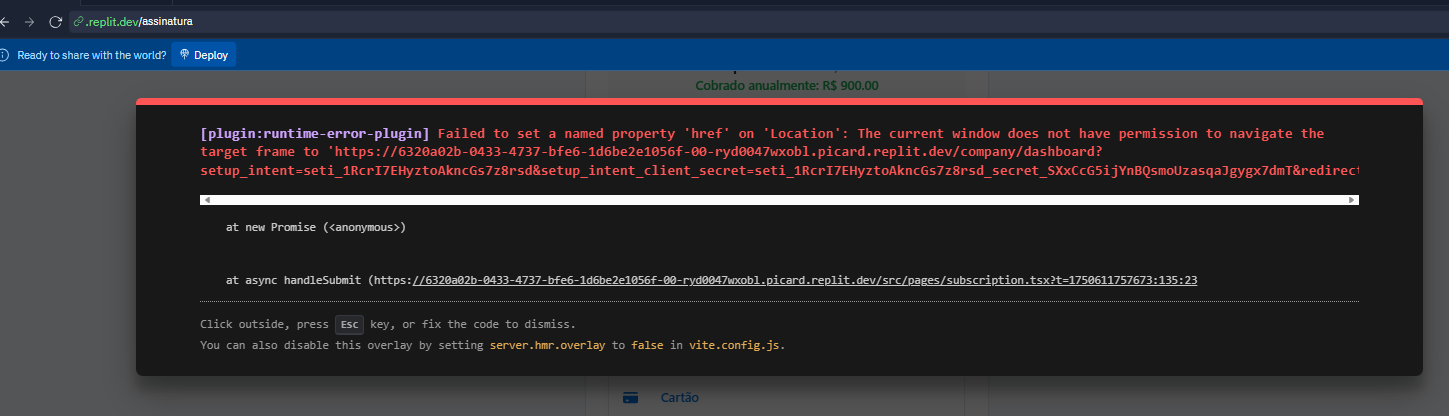 .replit.dev/assinatura
Ready to share with the world? Deploy
Cobrado anualmente: R$ 900.00
[plugin:runtime-error-plugin] Failed to set a named property 'href' on 'Location': The current window does not have permission to navigate the
target frame to 'https://6320a02b-0433-4737-bfe6-1d6be2e1056f-00-ryd0047wxobl.picard.replit.dev/company/dashboard?
setup_intent=seti_1RcrI7EHyztoAkncGs7z8rsd&setup_intent_client_secret=seti_1RcrI7EHyztoAkncGs7z8rsd_secret_SXxCcG5ijYnBQsmoUzasqaJgygx7dmT&redirect
at new Promise (<anonymous>)
at async handleSubmit (https://6320a02b-0433-4737-bfe6-1d6be2e1056f-00-ryd0047wxobl.picard.replit.dev/src/pages/subscription.tsx?t=1750611757673:135:23
Click outside, press Esc key, or fix the code to dismiss.
You can also disable this overlay by setting server.hmr.overlay to false in vite.config.js.
Cartão